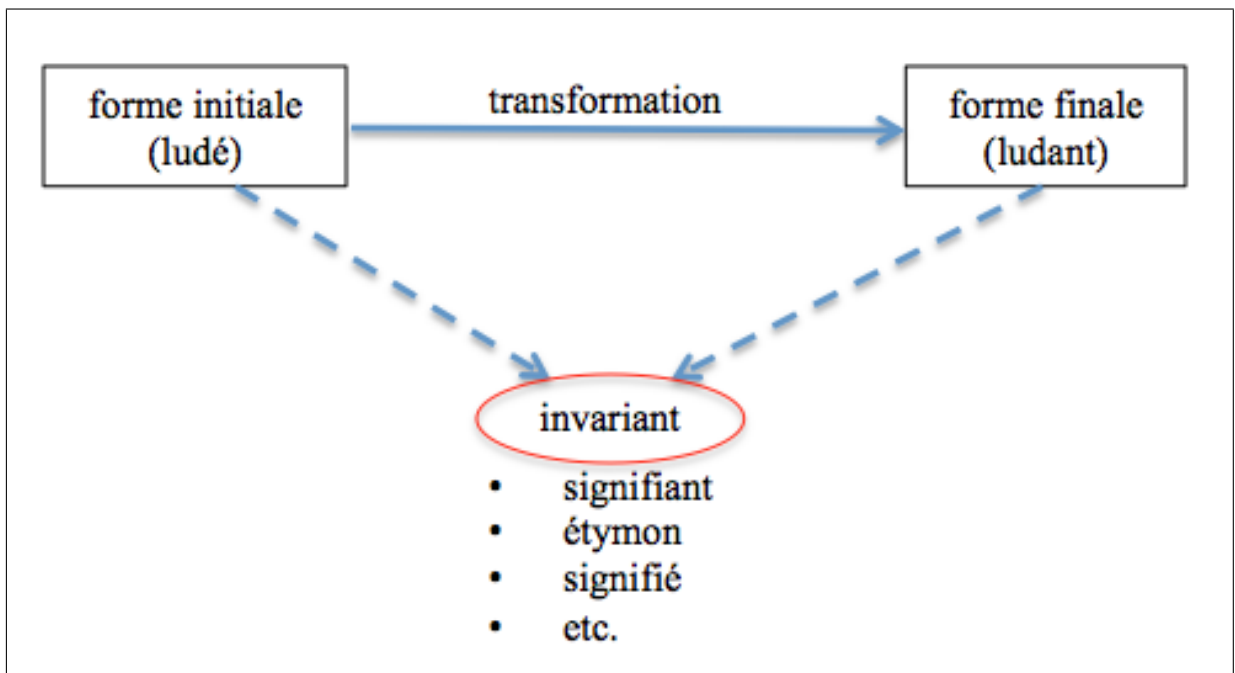 forme initiale
(ludé)
transformation
forme finale
(ludant)
invariant
• signifiant
• étymon
• signifié
• etc.